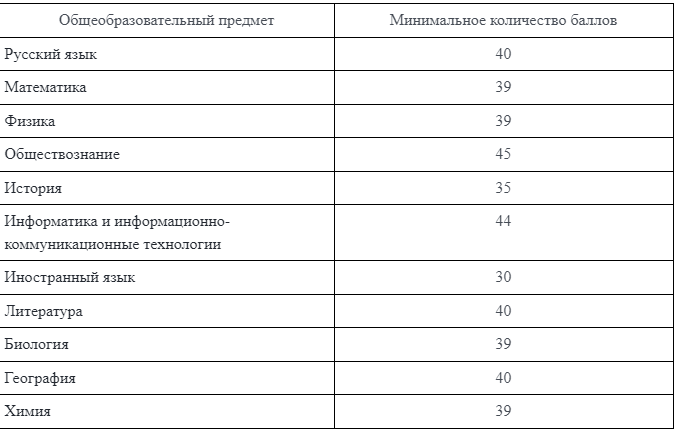 Общеобразовательный предмет Минимальное количество баллов
Русский язык 40
Математика 39
Физика 39
Обществознание 45
История 35
Информатика и информационно- 44
коммуникационные технологии
Иностранный язык 30
Литература 40
Биология 39
География 40
Химия 39